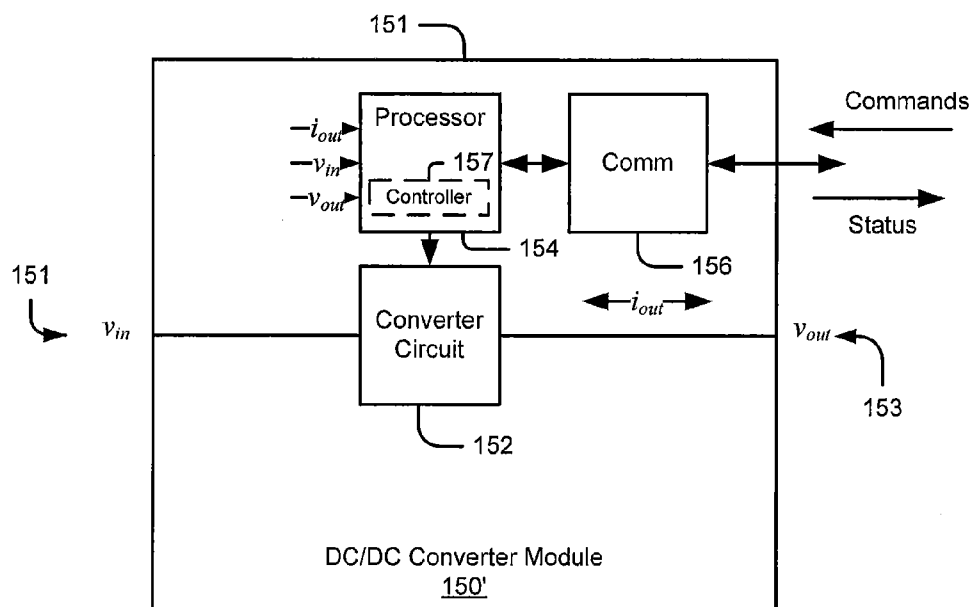 151
Commands
Processor
i_out
157
Comm
v_in
Controller
v_out
Status
154
156
151
i_out
v_in
Converter
Circuit
v_out
153
152
DC/DC Converter Module
150'